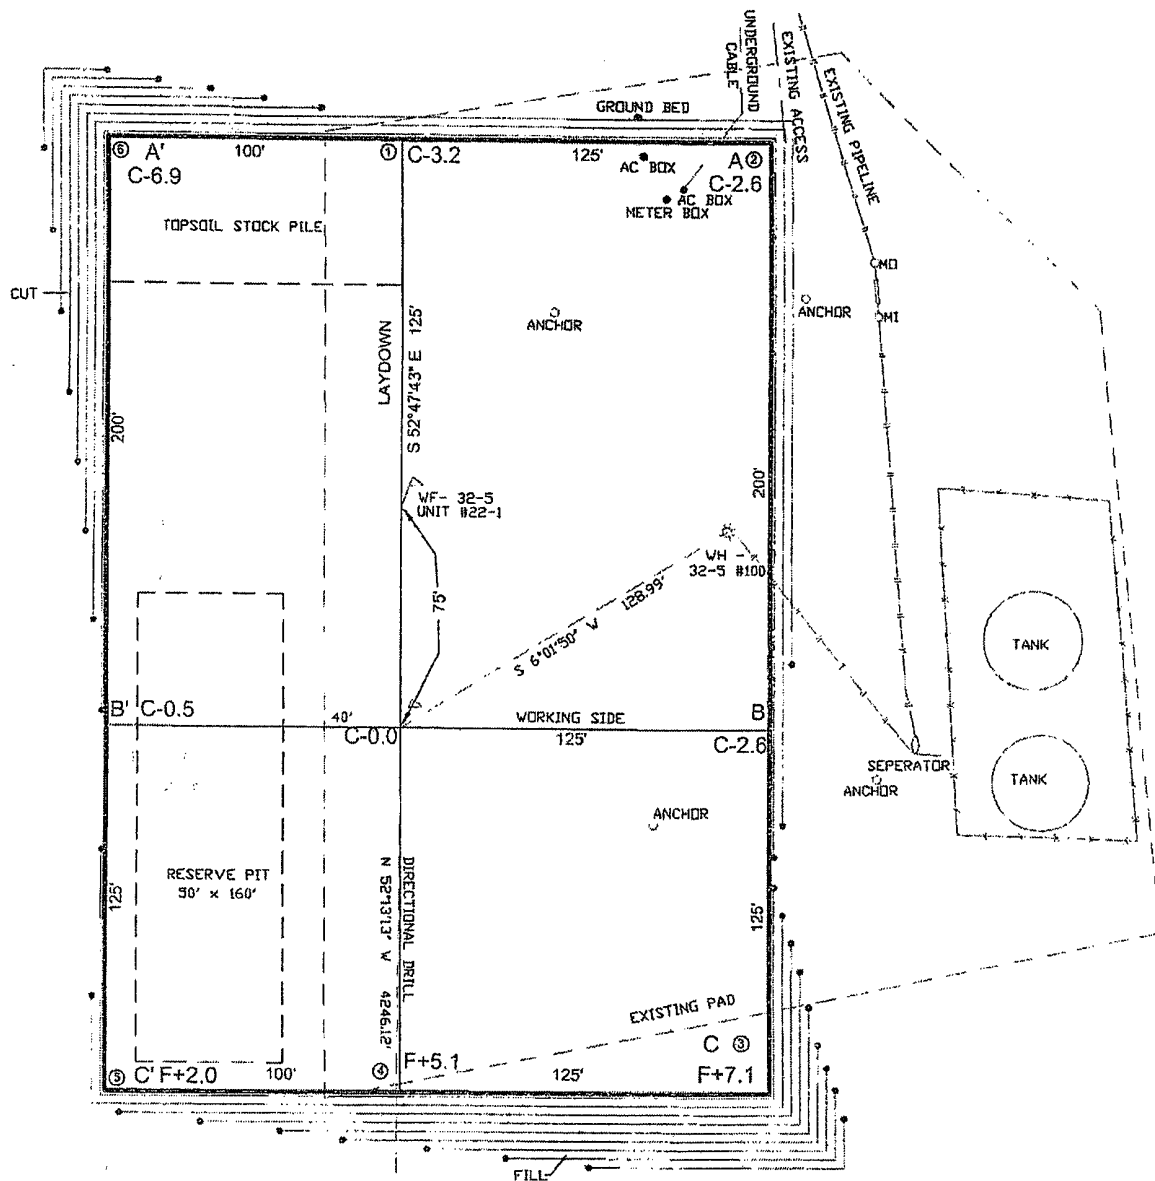 UNDERGROUND
CABLE
EXISTING ACCESS
EXISTING PIPELINE
GROUND BED
6 A'
C-6.9
100'
1 C-3.2
125'
AC BOX
A 2
C-2.6
AC BOX
METER BOX
TOPSOIL STOCK PILE
CUT
MO
MI
ANCHOR
ANCHOR
LAYDOWN
S 52°47'43" E 125'
200'
200'
WF- 32-5
UNIT #22-1
WH -
32-5 #100
75'
S 6°01'50" W 128.99'
TANK
B' C-0.5
40'
C-0.0
WORKING SIDE
125'
B
C-2.6
SEPERATOR
ANCHOR
TANK
ANCHOR
RESERVE PIT
50' x 160'
125'
DIRECTIONAL DRILL
N 52°13'13" W 4246.12'
125'
EXISTING PAD
C 3
F+7.1
5 C' F+2.0
100'
4 F+5.1
125'
FILL